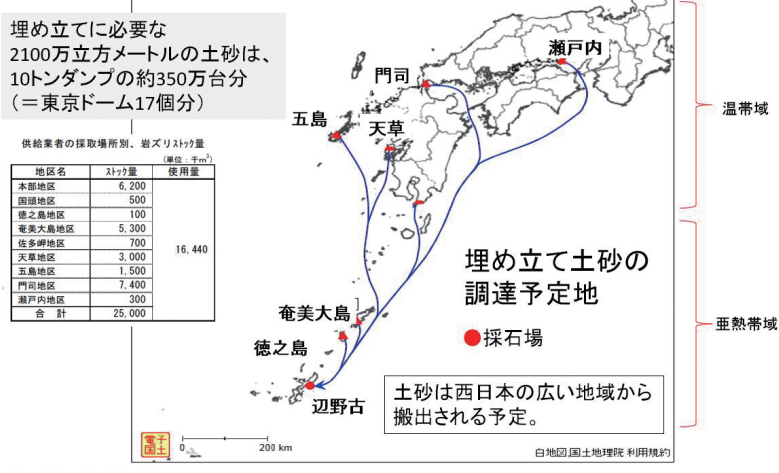 埋め立てに必要な
2100万立方メートルの土砂は、
10トンダンプの約350万台分
（＝東京ドーム17個分）
供給業者の採取場所別、岩ズリストック量
（単位：千m³）
地区名 ストック量 使用量
本部地区 6,200
国頭地区 500
徳之島地区 100
奄美大島地区 5,300
佐多岬地区 700
天草地区 3,000
五島地区 1,500
門司地区 7,400
瀬戸内地区 300
合計 25,000
16,440
瀬戸内
門司
五島
天草
奄美大島
徳之島
辺野古
温帯域
亜熱帯域
埋め立て土砂の
調達予定地
●採石場
土砂は西日本の広い地域から
搬出される予定。
電子
国土
0 200 km
白地図,国土地理院 利用規約